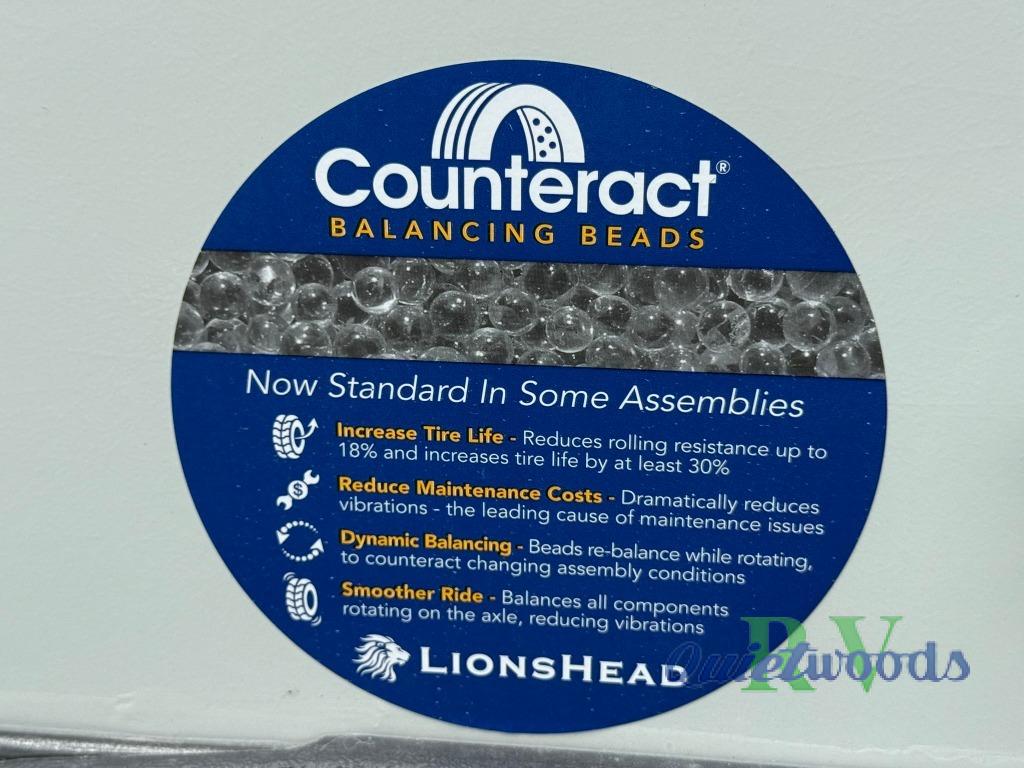 Counteract®
BALANCING BEADS
Now Standard In Some Assemblies
Increase Tire Life - Reduces rolling resistance up to
18% and increases tire life by at least 30%
$
Reduce Maintenance Costs - Dramatically reduces
vibrations - the leading cause of maintenance issues
Dynamic Balancing - Beads re-balance while rotating,
to counteract changing assembly conditions
Smoother Ride - Balances all components
rotating on the axle, reducing vibrations
LIONSHEAD
RV
Quietwoods